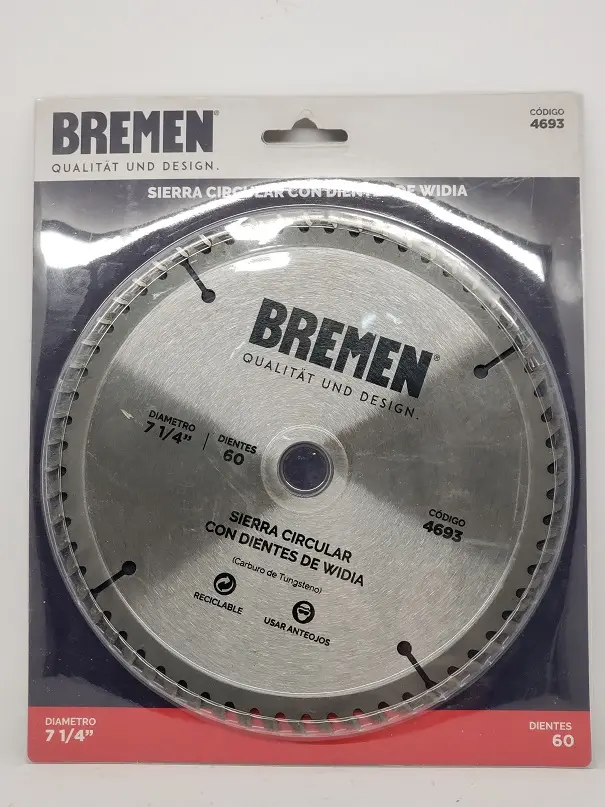 BREMEN®
QUALITÄT UND DESIGN.
CÓDIGO
4693
SIERRA CIRCULAR CON DIENTES DE WIDIA
BREMEN®
QUALITÄT UND DESIGN.
DIAMETRO
7 1/4”
DIENTES
60
CÓDIGO
4693
SIERRA CIRCULAR
CON DIENTES DE WIDIA
(Carburo de Tungsteno)
RECICLABLE
USAR ANTEOJOS
DIAMETRO
7 1/4”
DIENTES
60